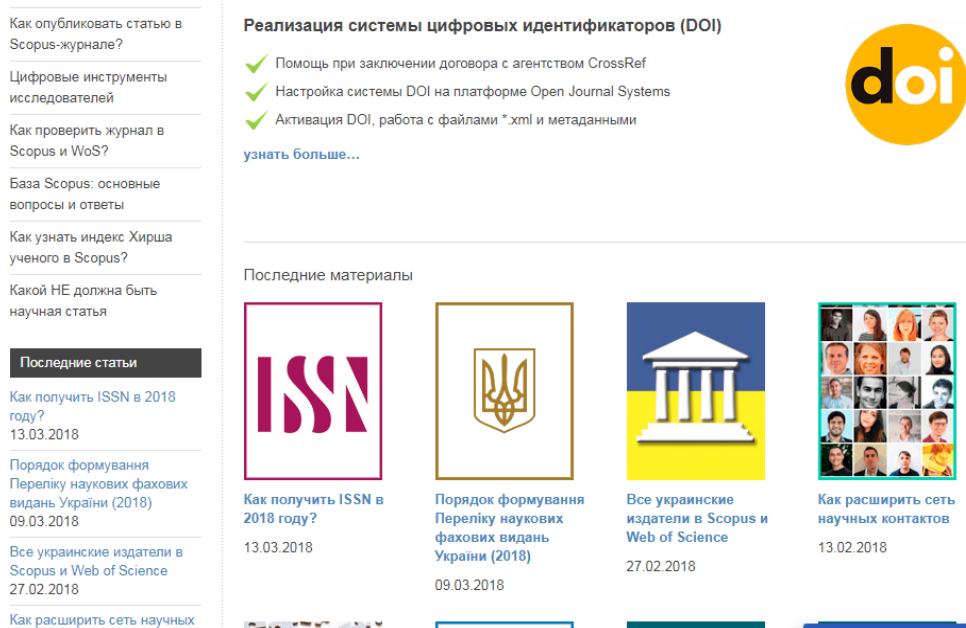 Как опубликовать статью в
Scopus-журнале?
Цифровые инструменты
исследователей
Как проверить журнал в
Scopus и WoS?
База Scopus: основные
вопросы и ответы
Как узнать индекс Хирша
ученого в Scopus?
Какой НЕ должна быть
научная статья
Последние статьи
Как получить ISSN в 2018
году?
13.03.2018
Порядок формування
Переліку наукових фахових
видань України (2018)
09.03.2018
Все украинские издатели в
Scopus и Web of Science
27.02.2018
Как расширить сеть научных
Реализация системы цифровых идентификаторов (DOI)
Помощь при заключении договора с агентством CrossRef
Настройка системы DOI на платформе Open Journal Systems
Активация DOI, работа с файлами *.xml и метаданными
узнать больше...
doi
Последние материалы
ISSN
Как получить ISSN в
2018 году?
13.03.2018
Порядок формування
Переліку наукових
фахових видань
України (2018)
09.03.2018
Все украинские
издатели в Scopus и
Web of Science
27.02.2018
Как расширить сеть
научных контактов
13.02.2018